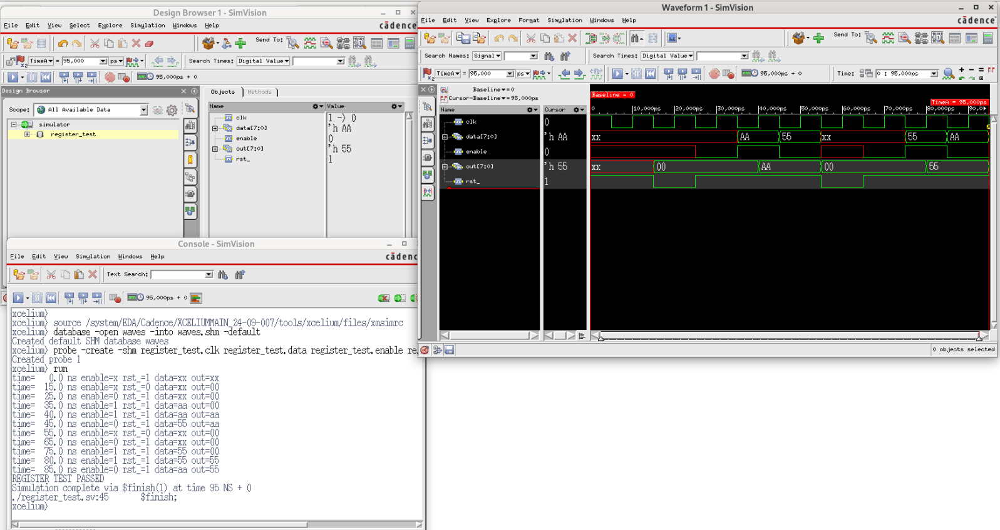 Design Browser 1 - SimVision
File Edit View Select Explore Simulation Windows Help
cādence
Send To:
TimeA = 95,000 ps
Search Times: Digital Value
95,000ps + 0
Design Browser
Scope: All Available Data
simulator
register_test
Objects Methods
Name Value
clk 1 -> 0
data[7:0] 'h AA
enable 0
out[7:0] 'h 55
rst_ 1
Console - SimVision
File Edit View Simulation Windows Help
cādenc
Text Search:
95,000ps + 0
xcelium>
xcelium> source /system/EDA/Cadence/XCELIUMMAIN_24-09-007/tools/xcelium/files/xmsimrc
xcelium> database -open waves -into waves.shm -default
Created default SHM database waves
xcelium> probe -create -shm register_test.clk register_test.data register_test.enable re
Created probe 1
xcelium> run
time=   0.0 ns enable=x rst_=1 data=xx out=xx
time=  15.0 ns enable=x rst_=0 data=xx out=00
time=  25.0 ns enable=0 rst_=1 data=xx out=00
time=  35.0 ns enable=1 rst_=1 data=aa out=00
time=  40.0 ns enable=1 rst_=1 data=aa out=aa
time=  45.0 ns enable=0 rst_=1 data=55 out=aa
time=  55.0 ns enable=x rst_=0 data=xx out=00
time=  65.0 ns enable=0 rst_=1 data=xx out=00
time=  75.0 ns enable=1 rst_=1 data=55 out=00
time=  80.0 ns enable=1 rst_=1 data=55 out=55
time=  85.0 ns enable=0 rst_=1 data=aa out=55
REGISTER TEST PASSED
Simulation complete via $finish(1) at time 95 NS + 0
./register_test.sv:45       $finish;
xcelium>
Waveform 1 - SimVision
File Edit View Explore Format Simulation Windows Help
cādence
Send To:
Search Names: Signal
Search Times: Digital Value
TimeA = 95,000 ps
95,000ps + 0
Time: 0 : 95,000ps
Baseline = 0
Cursor-Baseline = 95,000ps
Baseline = 0
TimeA = 95,000ps
Name Cursor
0 10,000ps 20,000ps 30,000ps 40,000ps 50,000ps 60,000ps 70,000ps 80,000ps 90,0
clk 0
data[7:0] 'h AA xx AA 55 xx 55 AA
enable 0
out[7:0] 'h 55 xx 00 AA 00 55
rst_ 1
0 objects selected